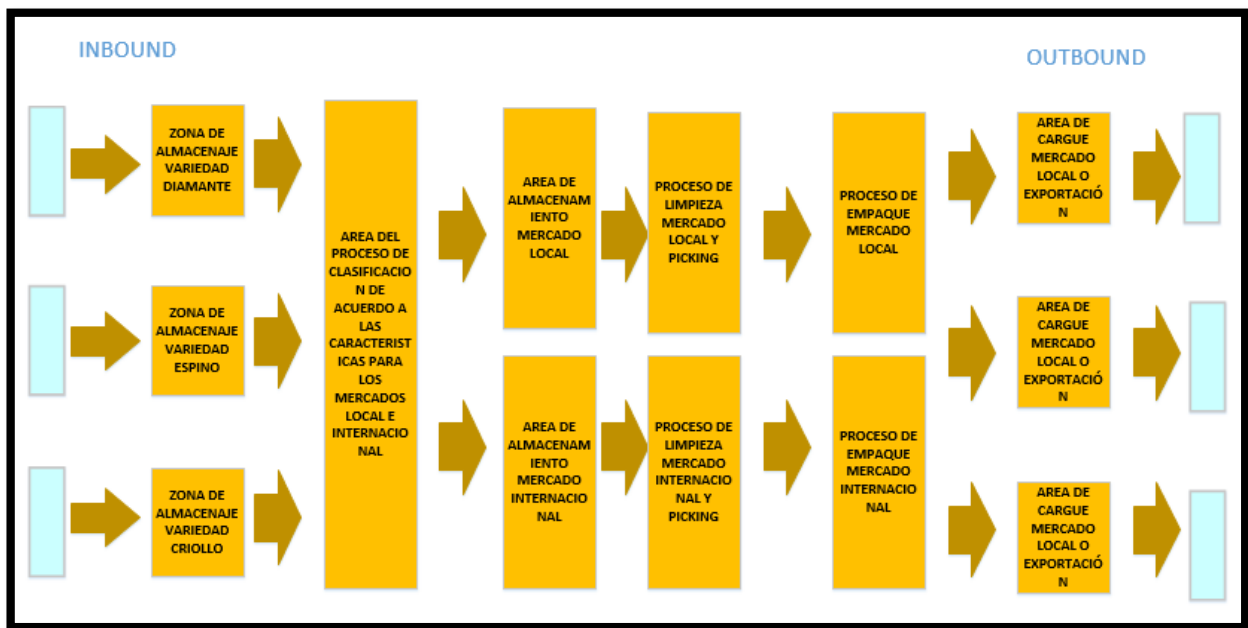 INBOUND
OUTBOUND
ZONA DE
ALMACENAJE
VARIEDAD
DIAMANTE
ZONA DE
ALMACENAJE
VARIEDAD
ESPINO
ZONA DE
ALMACENAJE
VARIEDAD
CRIOLLO
AREA DEL
PROCESO DE
CLASIFICACIO
N DE
ACUERDO A
LAS
CARACTERIST
ICAS PARA
LOS
MERCADOS
LOCAL E
INTERNACIO
NAL
AREA DE
ALMACENAM
IENTO
MERCADO
LOCAL
PROCESO DE
LIMPIEZA
MERCADO
LOCAL Y
PICKING
PROCESO DE
EMPAQUE
MERCADO
LOCAL
AREA DE
ALMACENAM
IENTO
MERCADO
INTERNACIO
NAL
PROCESO DE
LIMPIEZA
MERCADO
INTERNACIO
NAL Y
PICKING
PROCESO DE
EMPAQUE
MERCADO
INTERNACIO
NAL
AREA DE
CARGUE
MERCADO
LOCAL O
EXPORTACIÓ
N
AREA DE
CARGUE
MERCADO
LOCAL O
EXPORTACIÓ
N
AREA DE
CARGUE
MERCADO
LOCAL O
EXPORTACIÓ
N